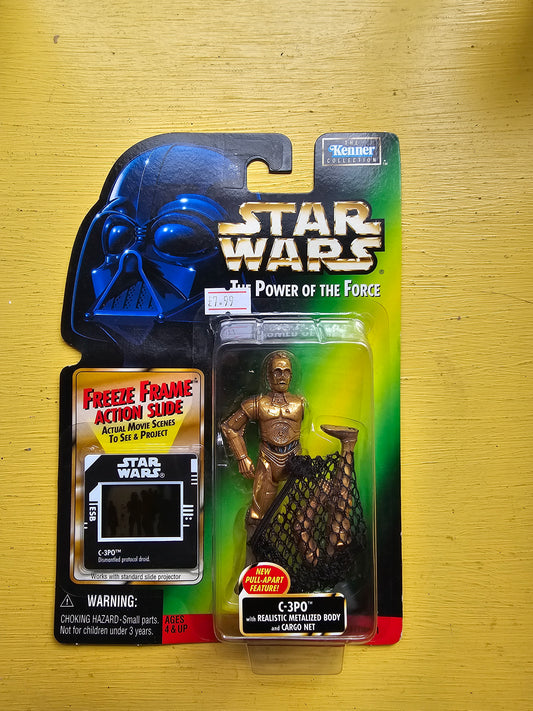 THE
Kenner
COLLECTION
STAR
WARS
THE POWER OF THE FORCE
£7.99
FREEZE FRAME™
ACTION SLIDE
ACTUAL MOVIE SCENES
TO SEE & PROJECT
STAR
WARS
ESB
C-3PO™
Dismantled protocol droid.
Works with standard slide projector
WARNING:
CHOKING HAZARD-Small parts.
Not for children under 3 years.
AGES
4 & UP
NEW
PULL-APART
FEATURE!
C-3PO™
with REALISTIC METALIZED BODY
and CARGO NET